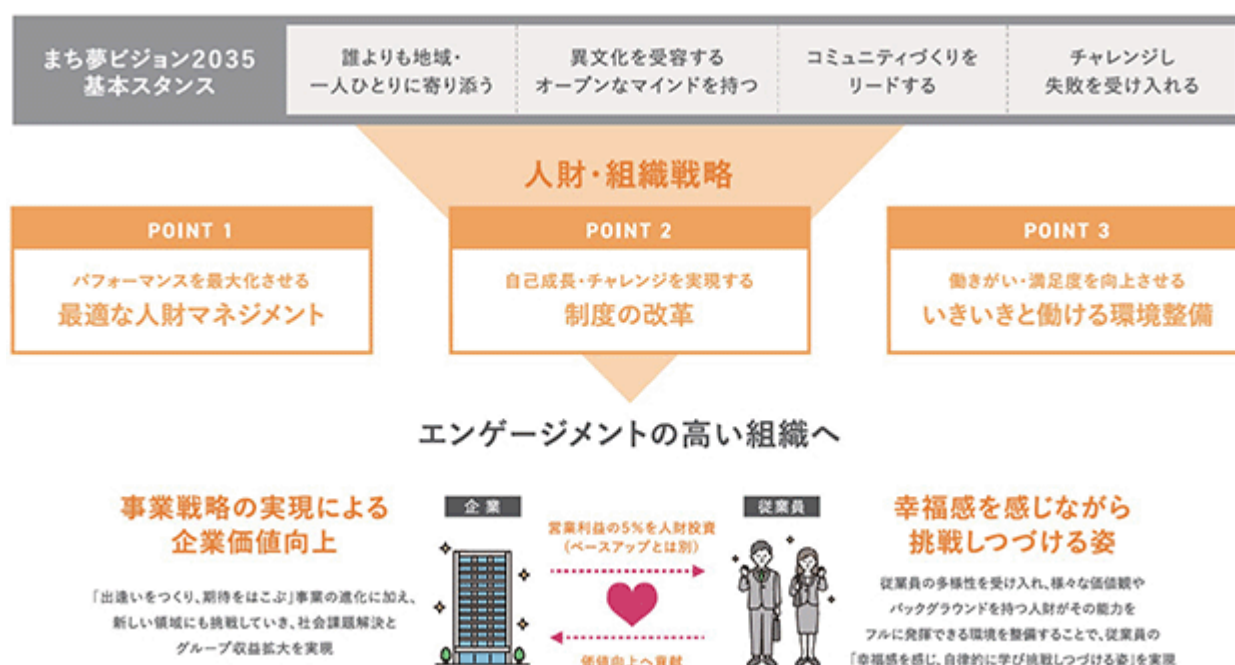 まち夢ビジョン2035
基本スタンス
誰よりも地域・
一人ひとりに寄り添う
異文化を受容する
オープンなマインドを持つ
コミュニティづくりを
リードする
チャレンジし
失敗を受け入れる
人財・組織戦略
POINT 1
パフォーマンスを最大化させる
最適な人財マネジメント
POINT 2
自己成長・チャレンジを実現する
制度の改革
POINT 3
働きがい・満足度を向上させる
いきいきと働ける環境整備
エンゲージメントの高い組織へ
事業戦略の実現による
企業価値向上
「出逢いをつくり、期待をはこぶ」事業の進化に加え、
新しい領域にも挑戦していき、社会課題解決と
グループ収益拡大を実現
企業
営業利益の5%を人財投資
(ベースアップとは別)
価値向上へ貢献
従業員
幸福感を感じながら
挑戦しつづける姿
従業員の多様性を受け入れ、様々な価値観や
バックグラウンドを持つ人財がその能力を
フルに発揮できる環境を整備することで、従業員の
「幸福感を感じ、自律的に学び挑戦しつづける姿」を実現